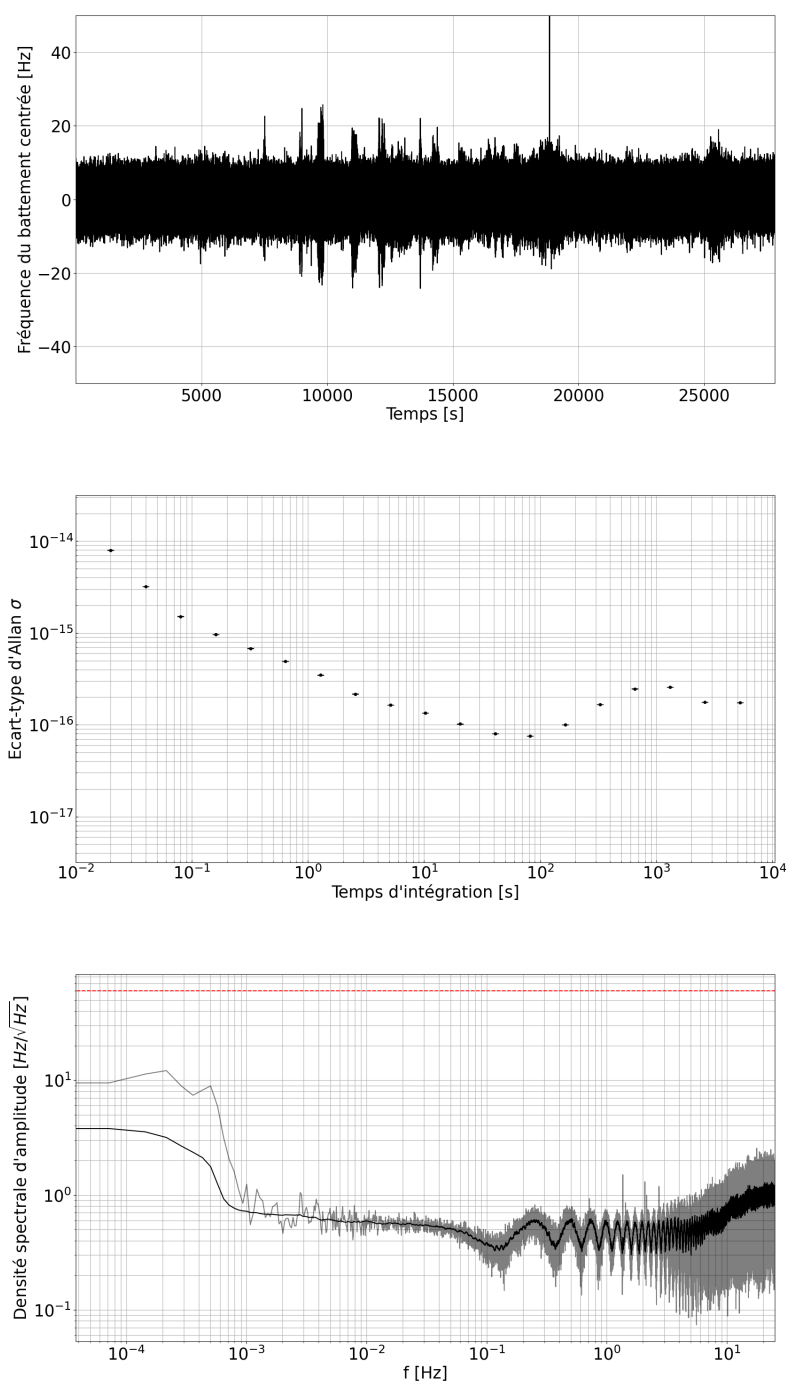 Fréquence du battement centrée [Hz]
40
20
0
−20
−40
5000 10000 15000 20000 25000
Temps [s]
Ecart-type d'Allan σ
10−14
10−15
10−16
10−17
10−2 10−1 100 101 102 103 104
Temps d'intégration [s]
Densité spectrale d'amplitude [Hz/√Hz]
101
100
10−1
10−4 10−3 10−2 10−1 100 101
f [Hz]